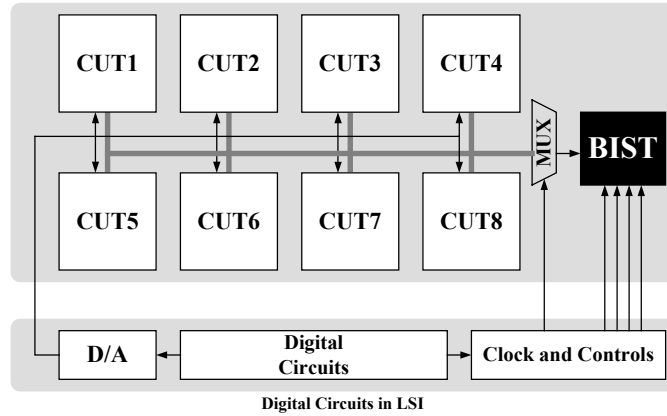 CUT1
CUT2
CUT3
CUT4
MUX
BIST
CUT5
CUT6
CUT7
CUT8
D/A
Digital
Circuits
Clock and Controls
Digital Circuits in LSI